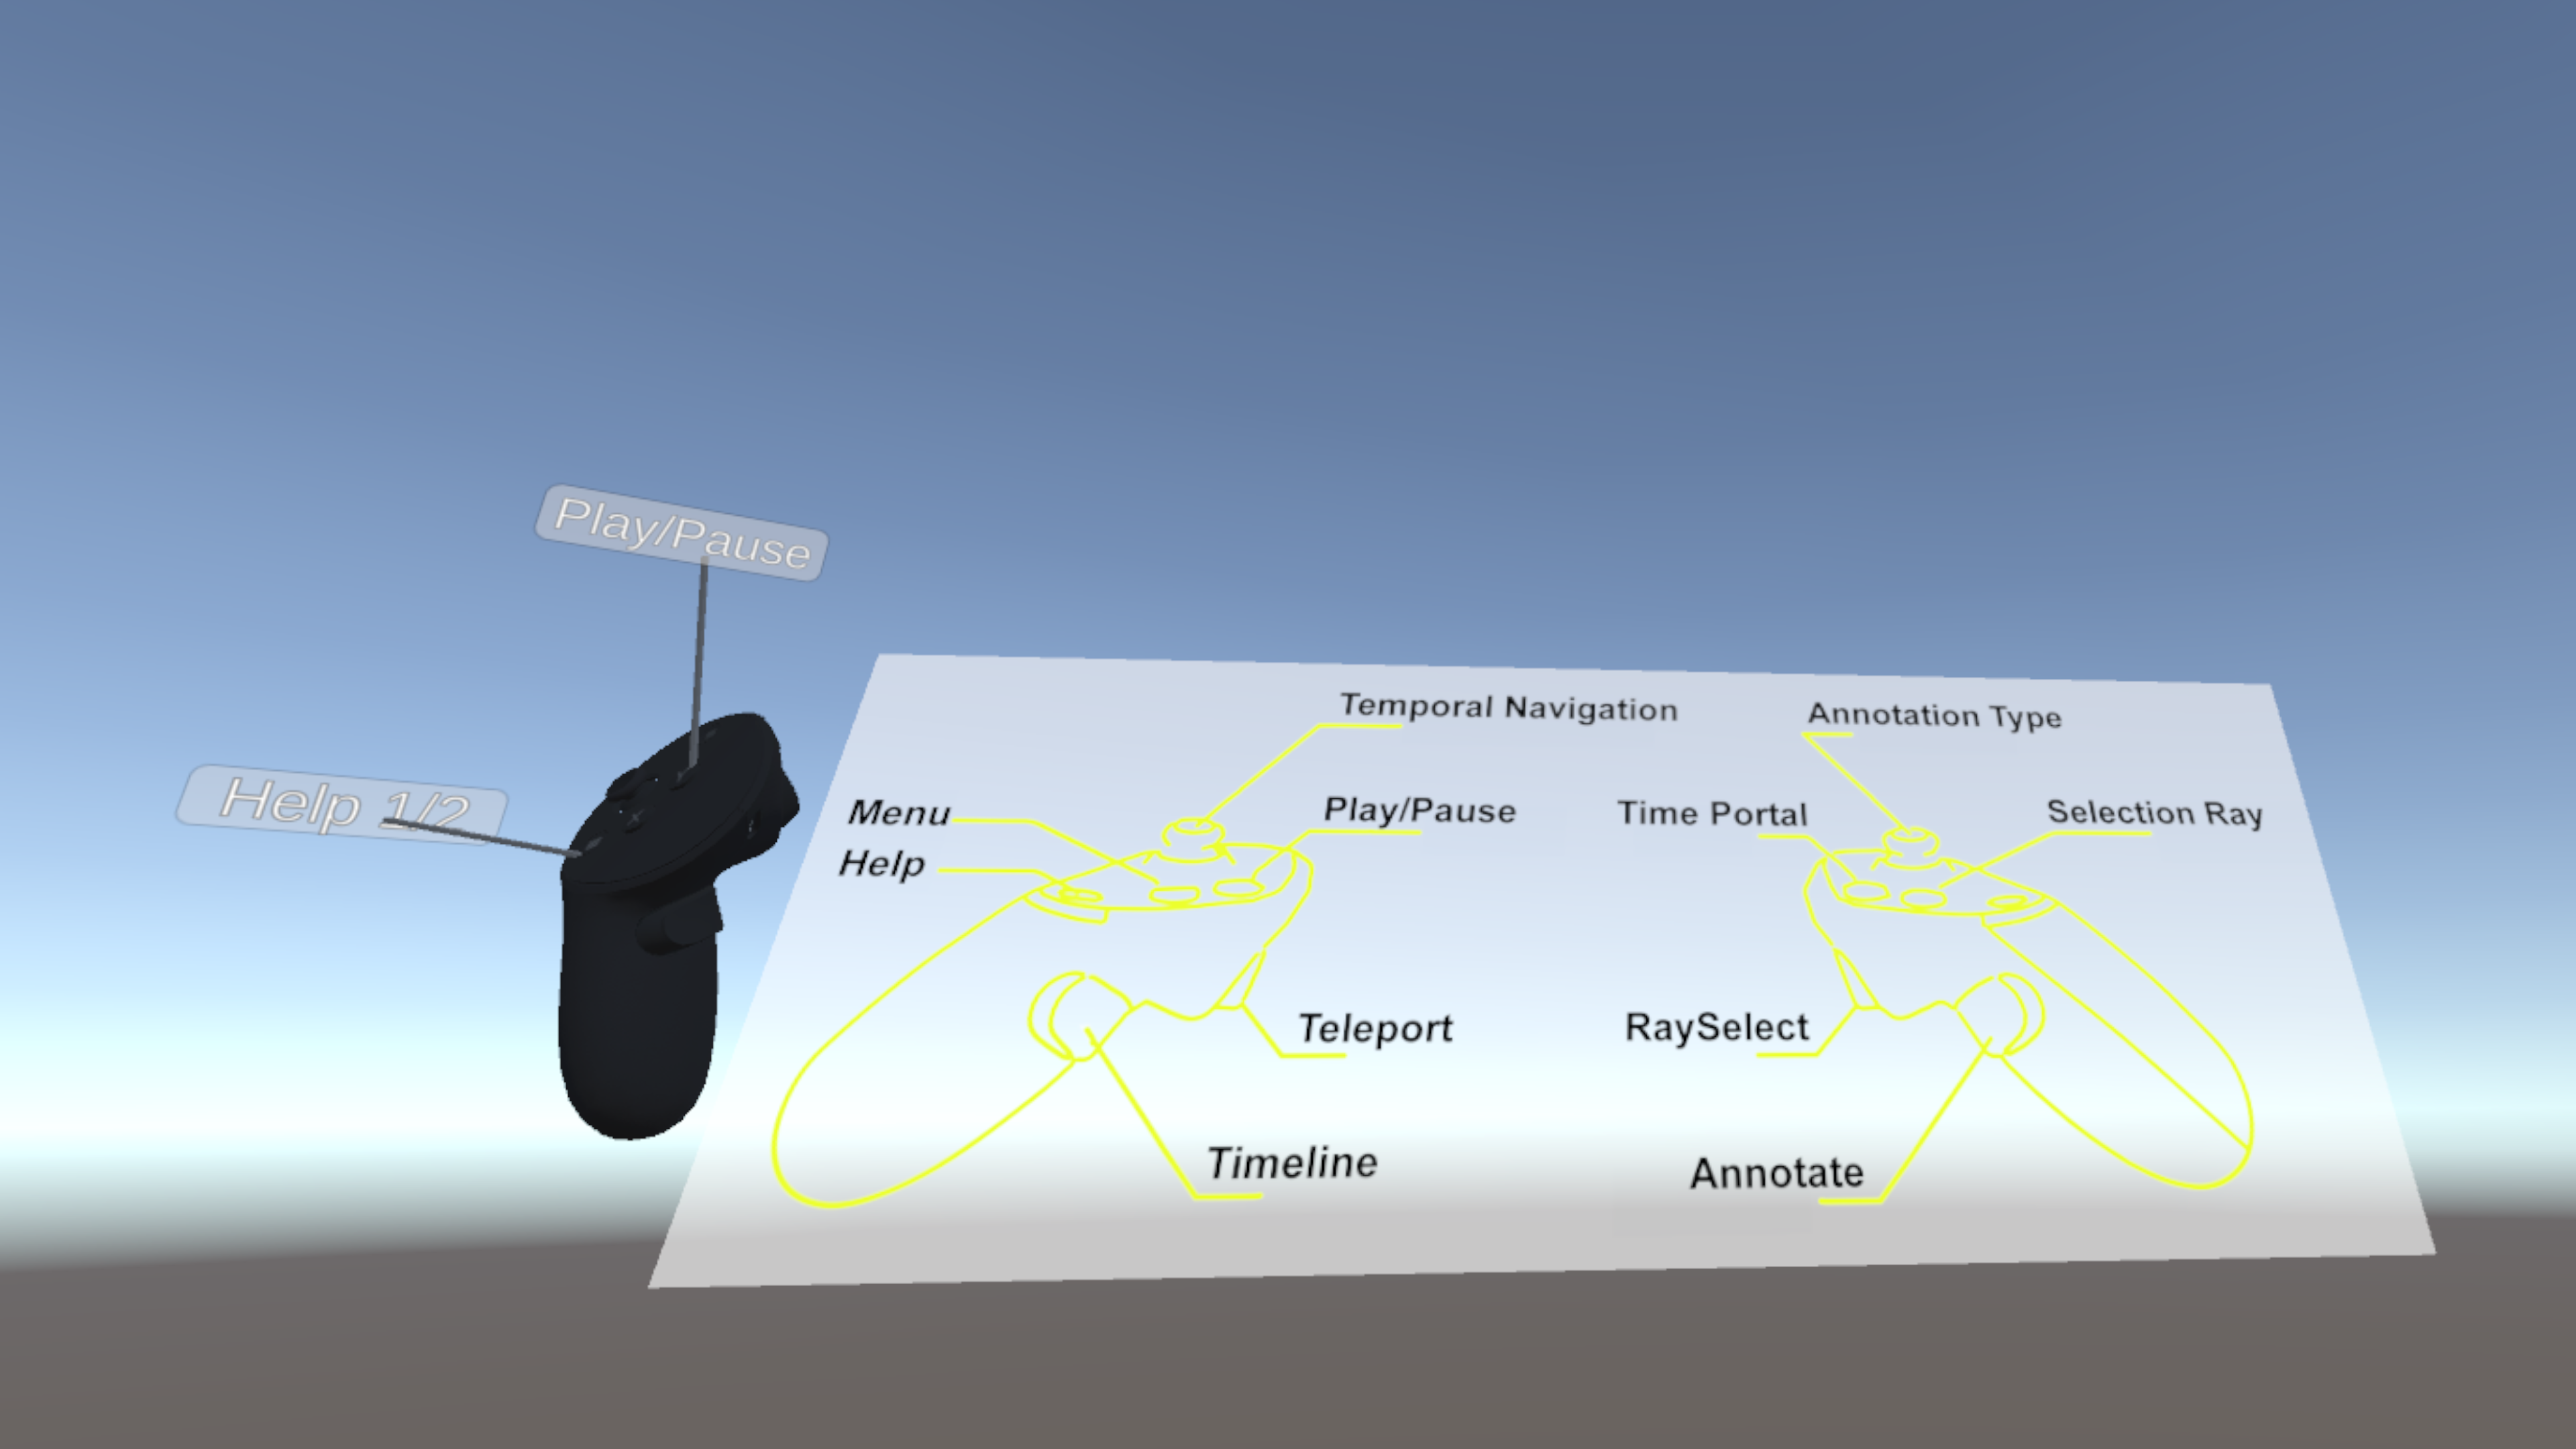 Play/Pause
Help 1/2
Temporal Navigation
Annotation Type
Menu
Play/Pause
Time Portal
Selection Ray
Help
Teleport
RaySelect
Timeline
Annotate